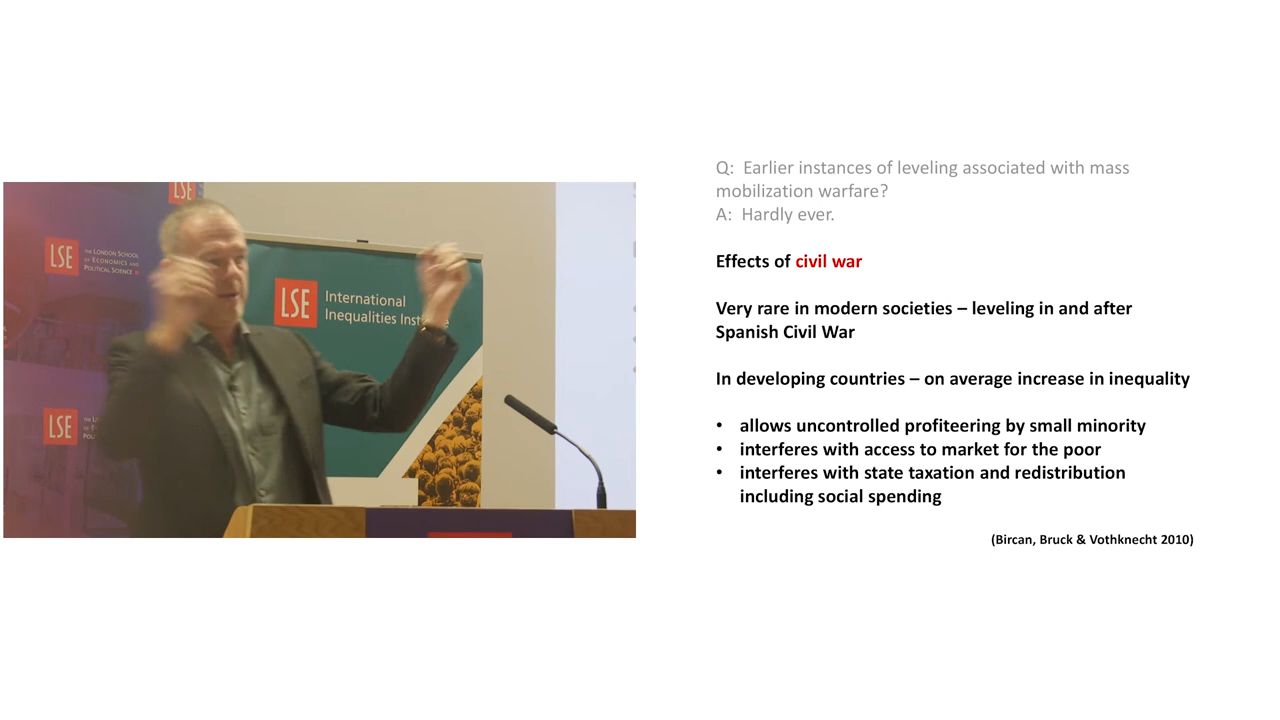 LSE
LSE
THE LONDON SCHOOL
OF ECONOMICS AND
POLITICAL SCIENCE
LSE
International
Inequalities
LSE
Q:  Earlier instances of leveling associated with mass
mobilization warfare?
A:  Hardly ever.
Effects of civil war
Very rare in modern societies – leveling in and after
Spanish Civil War
In developing countries – on average increase in inequality
• allows uncontrolled profiteering by small minority
• interferes with access to market for the poor
• interferes with state taxation and redistribution
including social spending
(Bircan, Bruck & Vothknecht 2010)